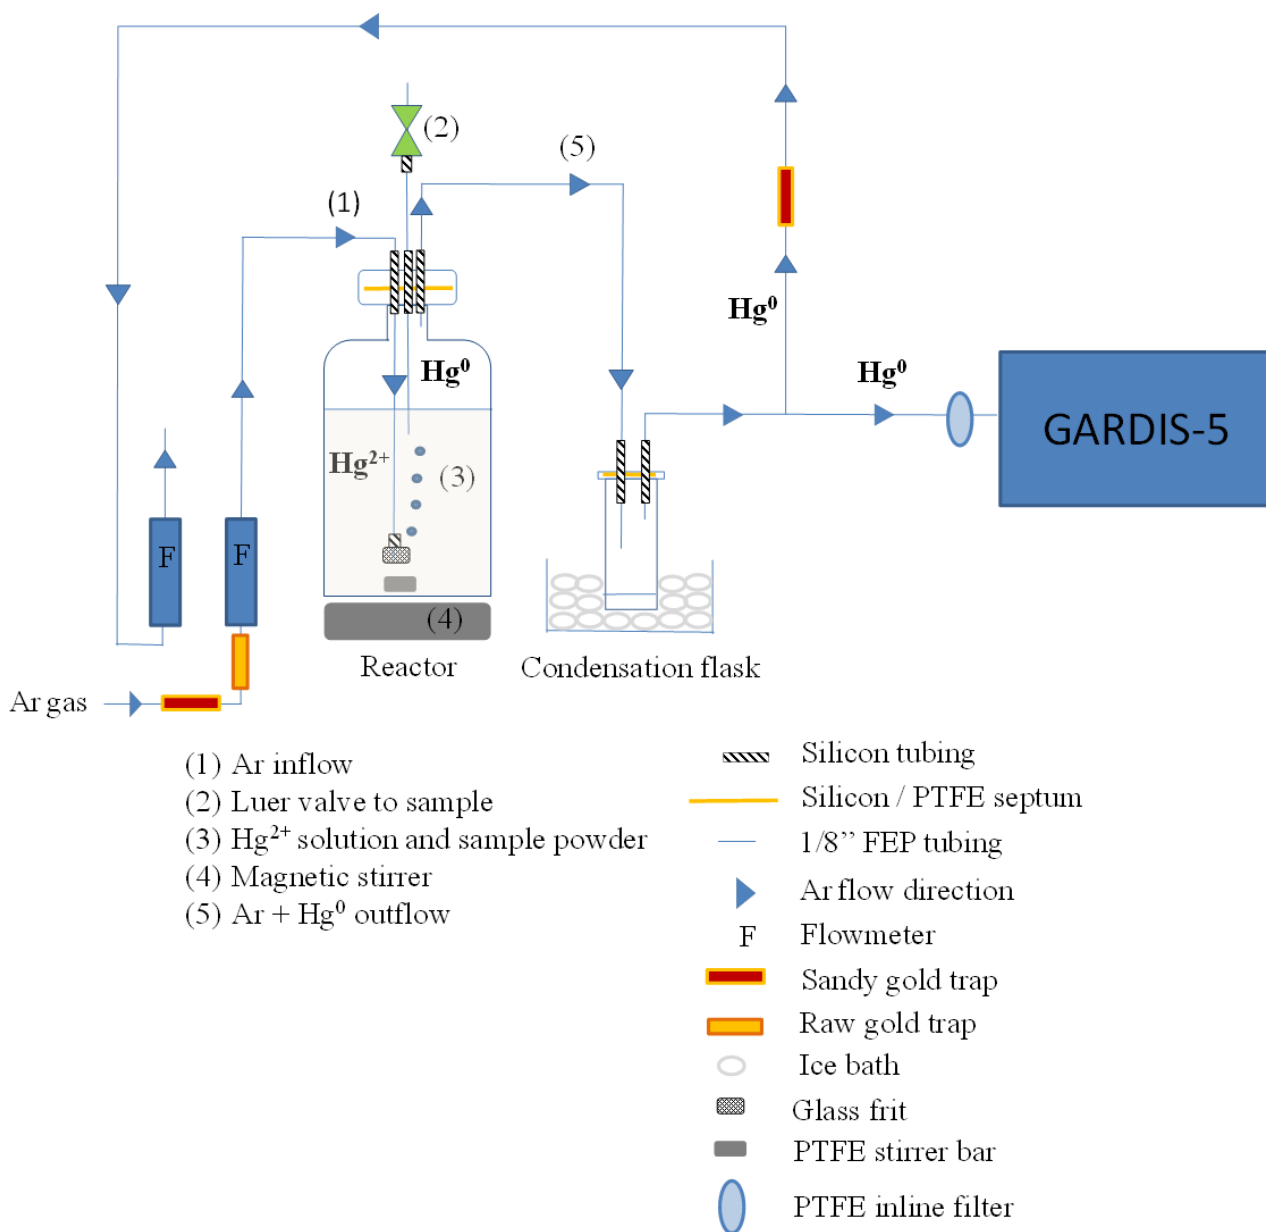 (2)
(5)
(1)
Hg⁰
Hg⁰
Hg⁰
GARDIS-5
Hg²⁺
(3)
F
F
(4)
Reactor
Condensation flask
Ar gas
(1) Ar inflow
(2) Luer valve to sample
(3) Hg²⁺ solution and sample powder
(4) Magnetic stirrer
(5) Ar + Hg⁰ outflow
Silicon tubing
Silicon / PTFE septum
1/8’’ FEP tubing
Ar flow direction
F Flowmeter
Sandy gold trap
Raw gold trap
Ice bath
Glass frit
PTFE stirrer bar
PTFE inline filter